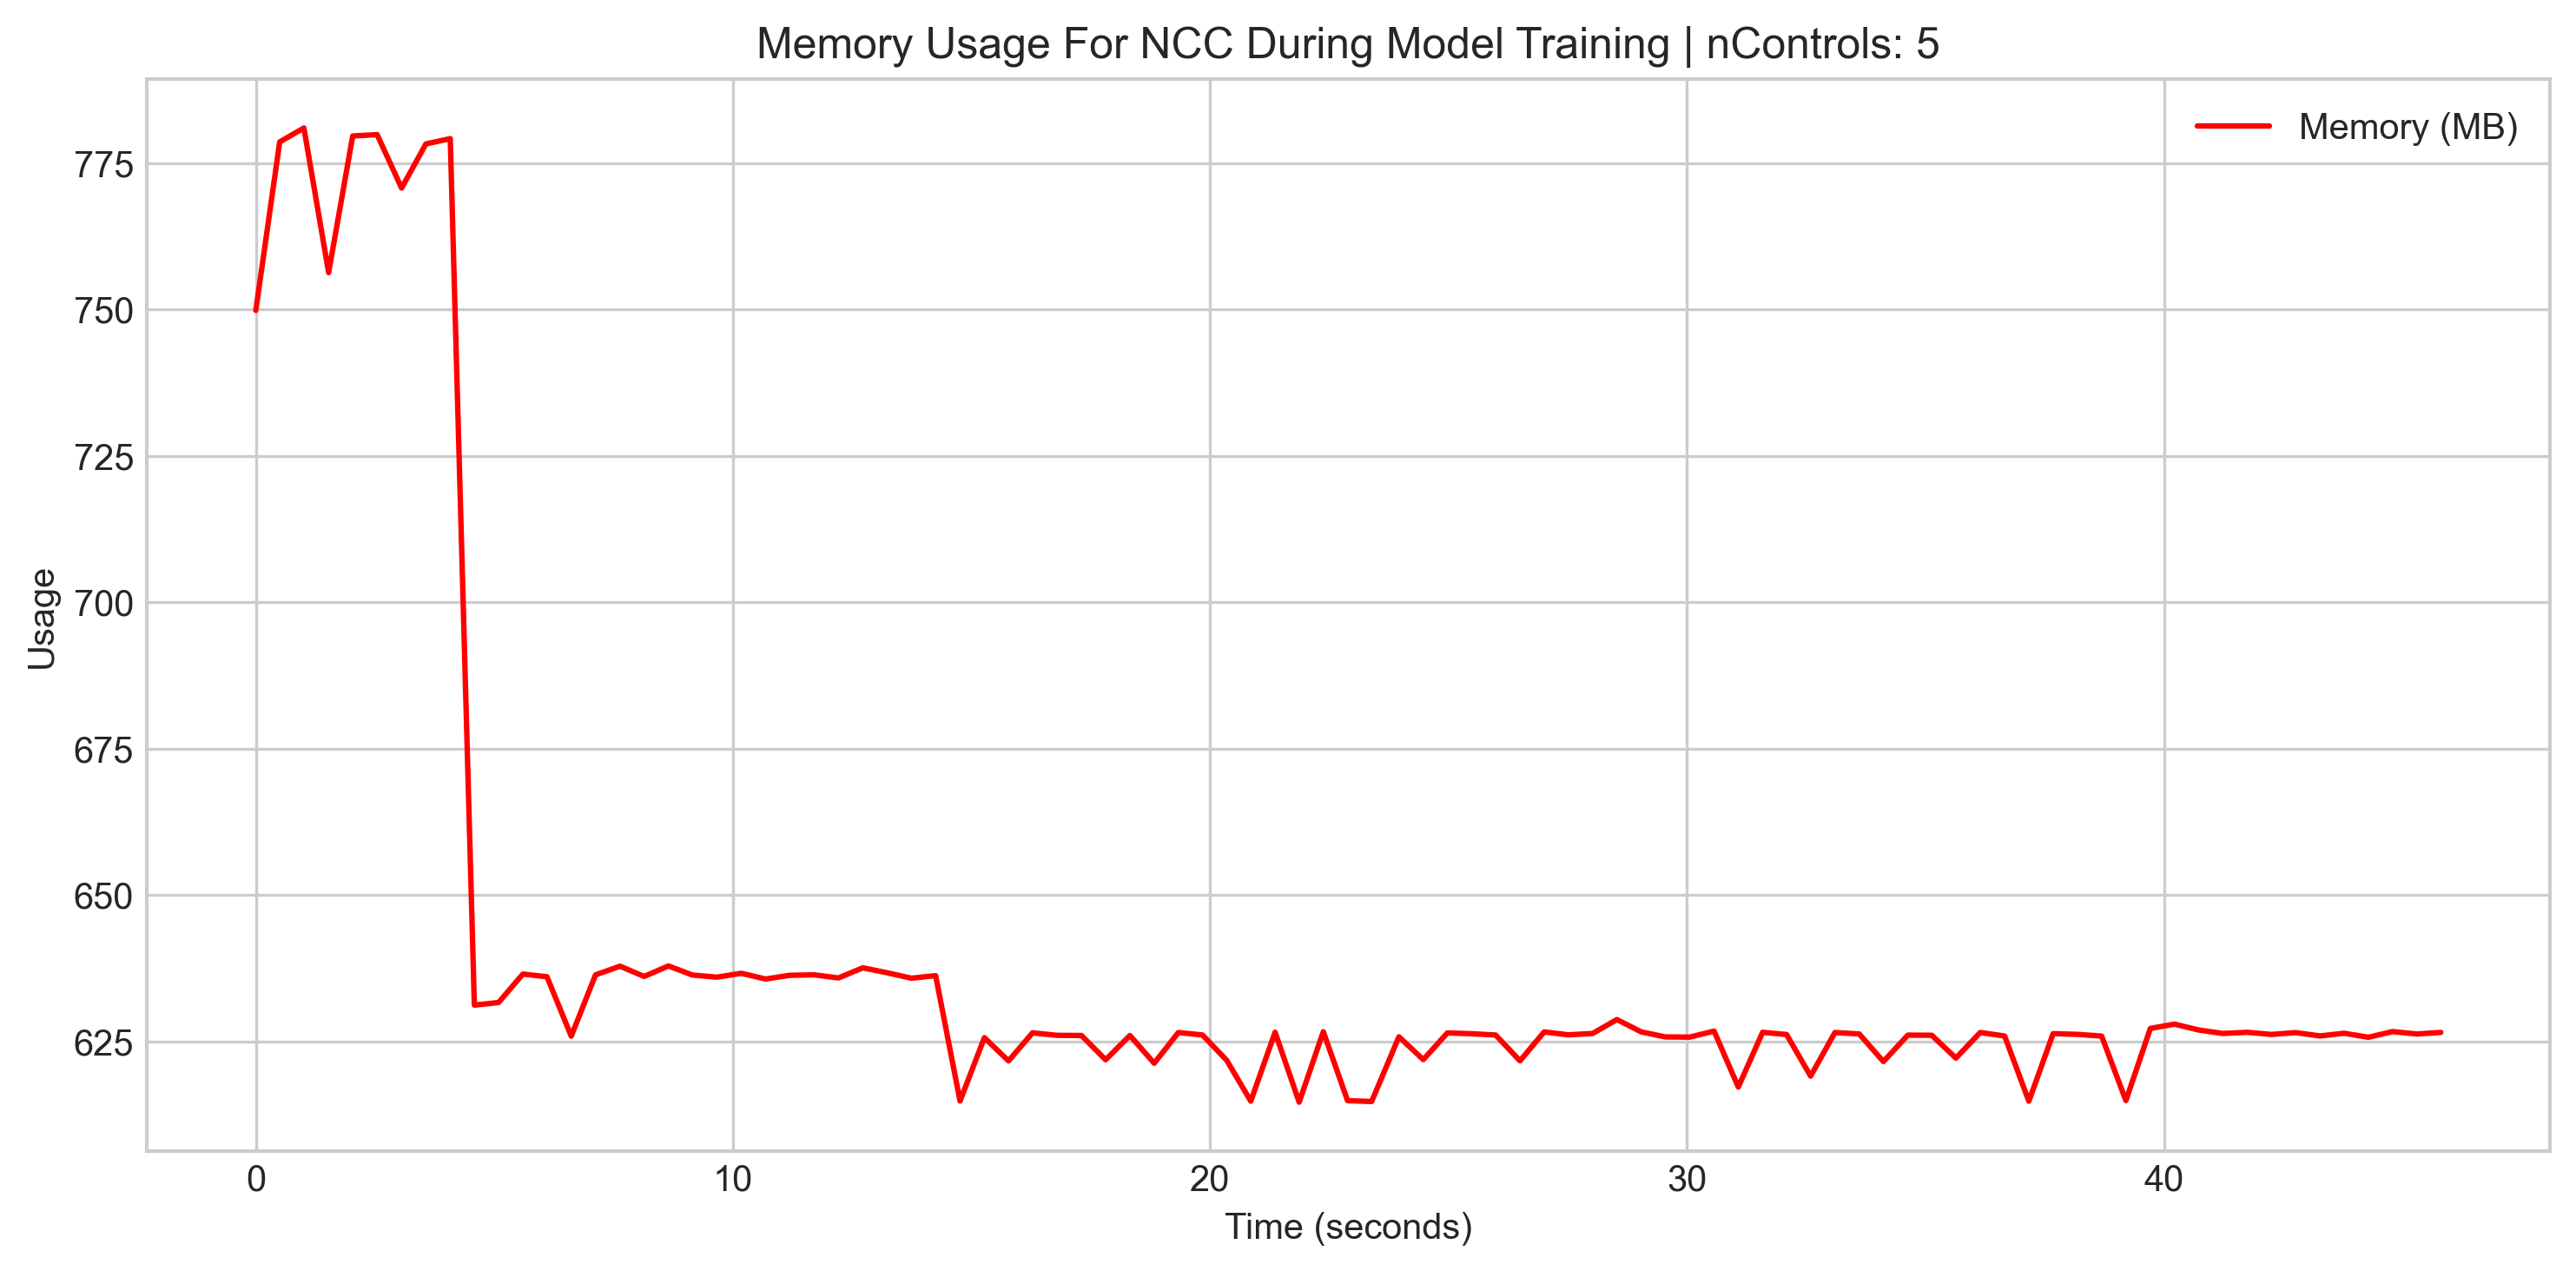 Memory Usage For NCC During Model Training | nControls: 5
Memory (MB)
775
750
725
700
675
650
625
Usage
0 10 20 30 40
Time (seconds)